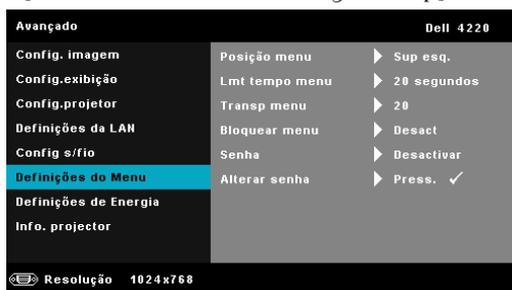 Avançado Dell 4220
Config. imagem
Config.exibição
Config.projetor
Definições da LAN
Config s/fio
Definições do Menu
Definições de Energia
Info. projector
Posição menu Sup esq.
Lmt tempo menu 20 segundos
Transp menu 20
Bloquear menu Desact
Senha Desactivar
Alterar senha Press. ✓
Resolução 1024x768